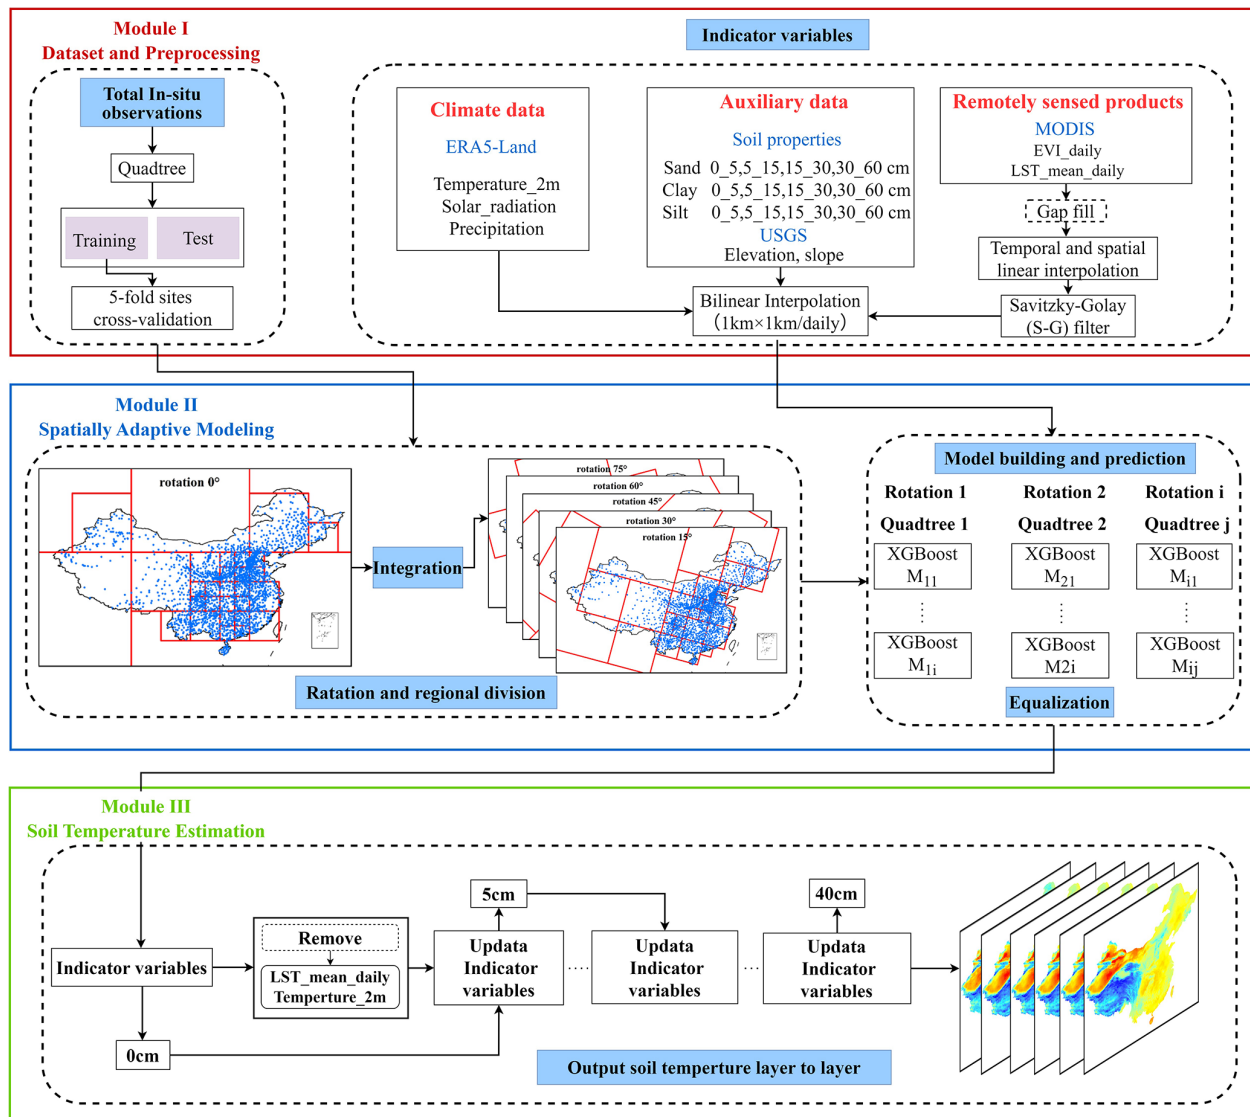 Module I
Dataset and Preprocessing
Total In-situ
observations
Quadtree
Training
Test
5-fold sites
cross-validation
Indicator variables
Climate data
ERA5-Land
Temperature_2m
Solar_radiation
Precipitation
Auxiliary data
Soil properties
Sand 0_5,5_15,15_30,30_60 cm
Clay 0_5,5_15,15_30,30_60 cm
Silt 0_5,5_15,15_30,30_60 cm
USGS
Elevation, slope
Remotely sensed products
MODIS
EVI_daily
LST_mean_daily
Gap fill
Temporal and spatial
linear interpolation
Savitzky-Golay
(S-G) filter
Bilinear Interpolation
(1km×1km/daily)
Module II
Spatially Adaptive Modeling
rotation 0°
Integration
rotation 75°
rotation 60°
rotation 45°
rotation 30°
rotation 15°
Ratation and regional division
Model building and prediction
Rotation 1 Rotation 2 Rotation i
Quadtree 1 Quadtree 2 Quadtree j
XGBoost XGBoost XGBoost
M11 M21 Mi1
⋮ ⋮ ⋮
XGBoost XGBoost XGBoost
M1i M2i Mij
Equalization
Module III
Soil Temperature Estimation
Indicator variables
0cm
Remove
LST_mean_daily
Temperture_2m
5cm
Updata
Indicator
variables
....
Updata
Indicator
variables
...
40cm
Updata
Indicator
variables
Output soil temperture layer to layer